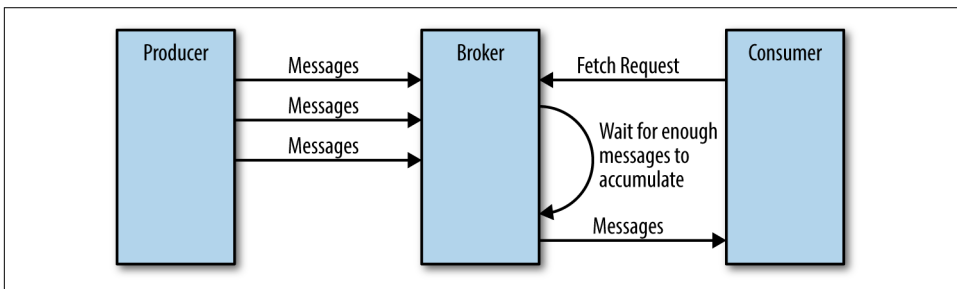 Producer
Broker
Consumer
Messages
Messages
Messages
Fetch Request
Wait for enough
messages to
accumulate
Messages